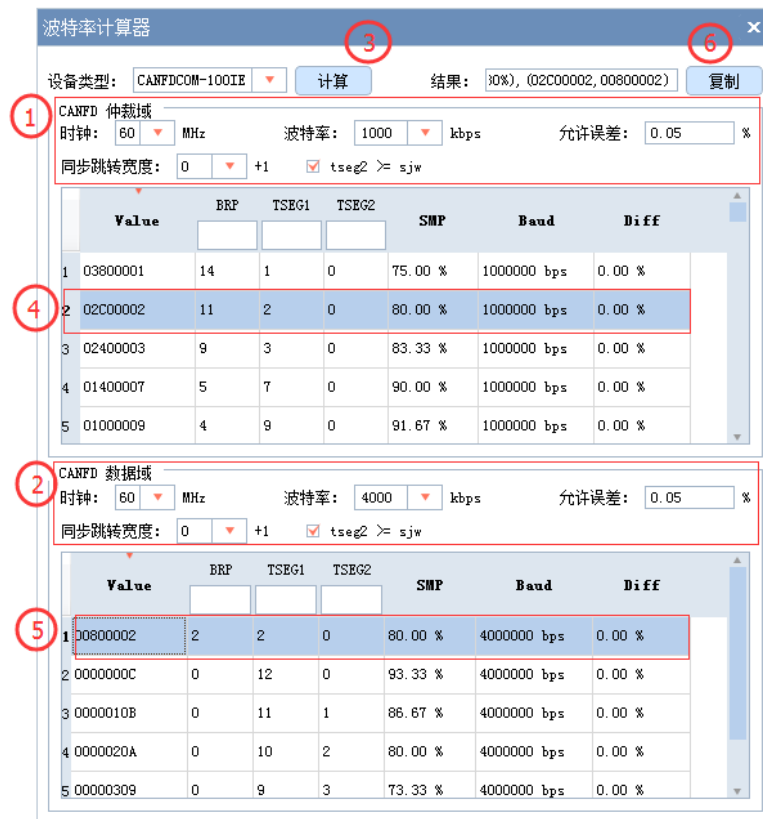 波特率计算器
3
6
设备类型: CANFDCOM-100IE 计算 结果: 30%), (02C00002,00800002) 复制
1
CANFD 仲裁域
时钟: 60 MHz 波特率: 1000 kbps 允许误差: 0.05 %
同步跳转宽度: 0 +1 tseg2 >= sjw
Value BRP TSEG1 TSEG2 SMP Baud Diff
1 03800001 14 1 0 75.00 % 1000000 bps 0.00 %
4
2 02C00002 11 2 0 80.00 % 1000000 bps 0.00 %
3 02400003 9 3 0 83.33 % 1000000 bps 0.00 %
4 01400007 5 7 0 90.00 % 1000000 bps 0.00 %
5 01000009 4 9 0 91.67 % 1000000 bps 0.00 %
2
CANFD 数据域
时钟: 60 MHz 波特率: 4000 kbps 允许误差: 0.05 %
同步跳转宽度: 0 +1 tseg2 >= sjw
Value BRP TSEG1 TSEG2 SMP Baud Diff
5
1 00800002 2 2 0 80.00 % 4000000 bps 0.00 %
2 0000000C 0 12 0 93.33 % 4000000 bps 0.00 %
3 0000010B 0 11 1 86.67 % 4000000 bps 0.00 %
4 0000020A 0 10 2 80.00 % 4000000 bps 0.00 %
5 00000309 0 9 3 73.33 % 4000000 bps 0.00 %